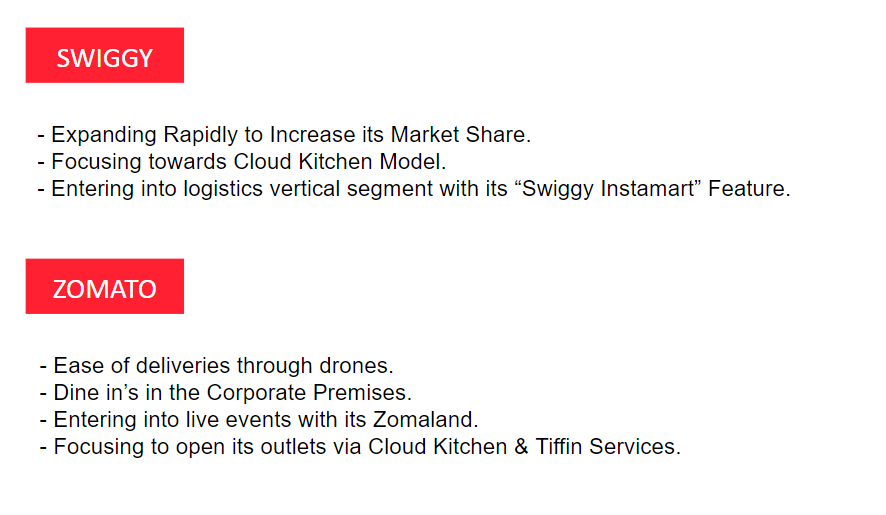 SWIGGY
- Expanding Rapidly to Increase its Market Share.
- Focusing towards Cloud Kitchen Model.
- Entering into logistics vertical segment with its “Swiggy Instamart” Feature.
ZOMATO
- Ease of deliveries through drones.
- Dine in’s in the Corporate Premises.
- Entering into live events with its Zomaland.
- Focusing to open its outlets via Cloud Kitchen & Tiffin Services.